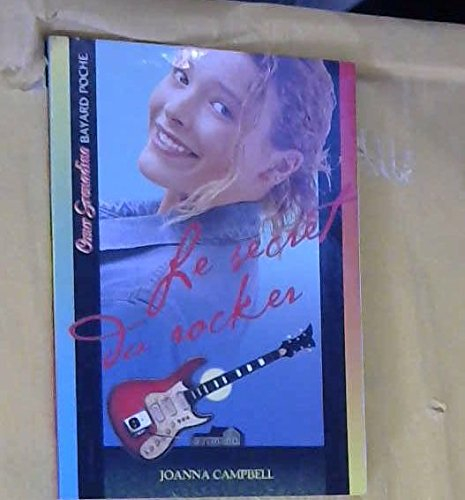 Cœur Grenadine BAYARD POCHE
Le secret
du rocker
JOANNA CAMPBELL